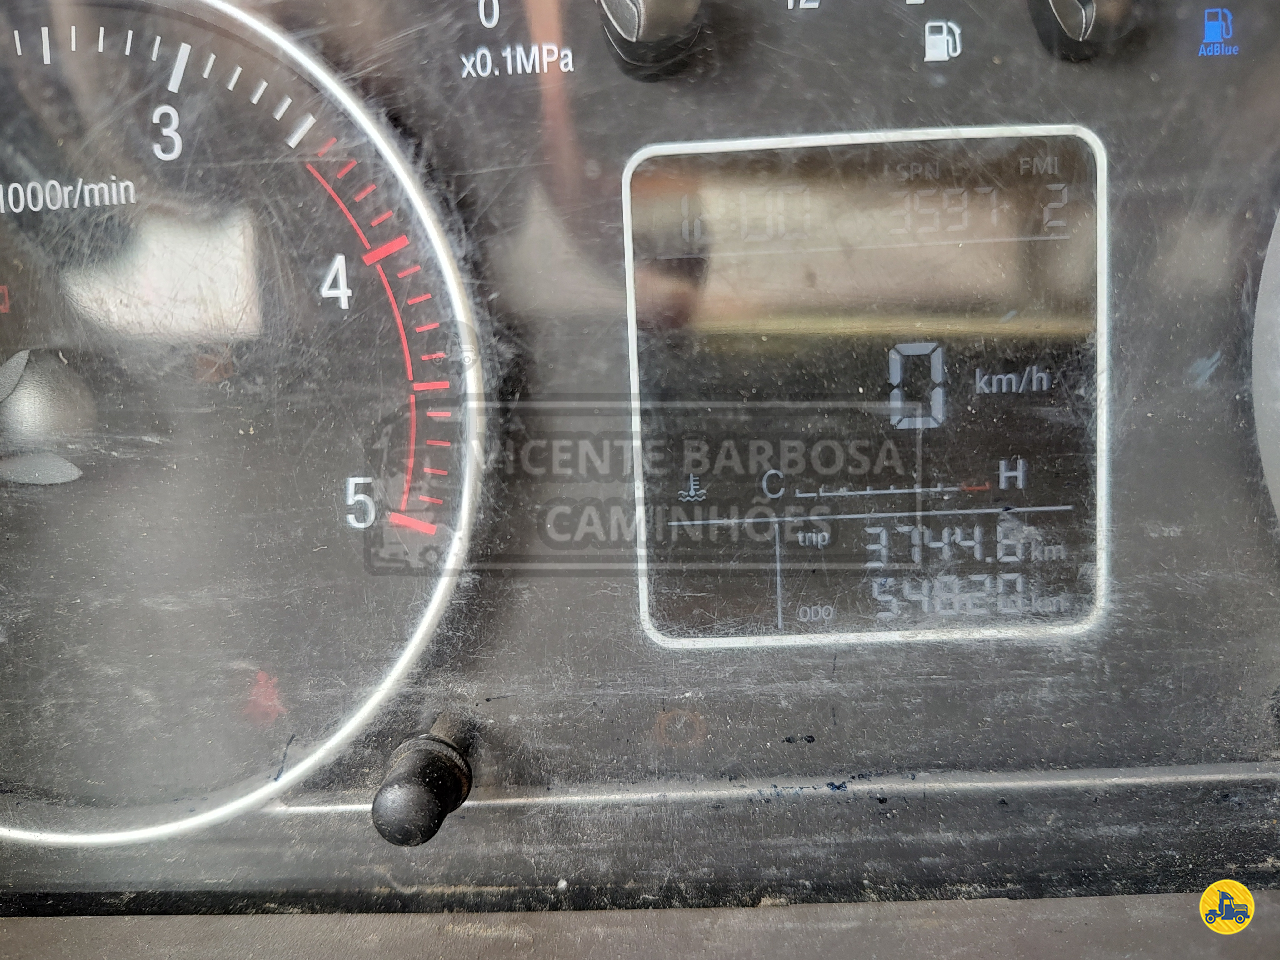 0
x0.1MPa
AdBlue
3
1000r/min
4
5
SPN FMI
3597 2
0 km/h
C H
trip 3744.6 km
ODO 54820 km
VICENTE BARBOSA
CAMINHÕES